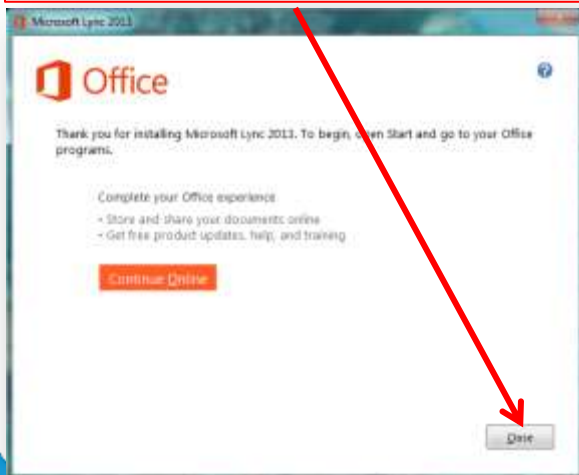 Microsoft Lync 2013
Office
Thank you for installing Microsoft Lync 2013. To begin, open Start and go to your Office
programs.
Complete your Office experience
• Store and share your documents online
• Get free product updates, help, and training
Continue Online
Done